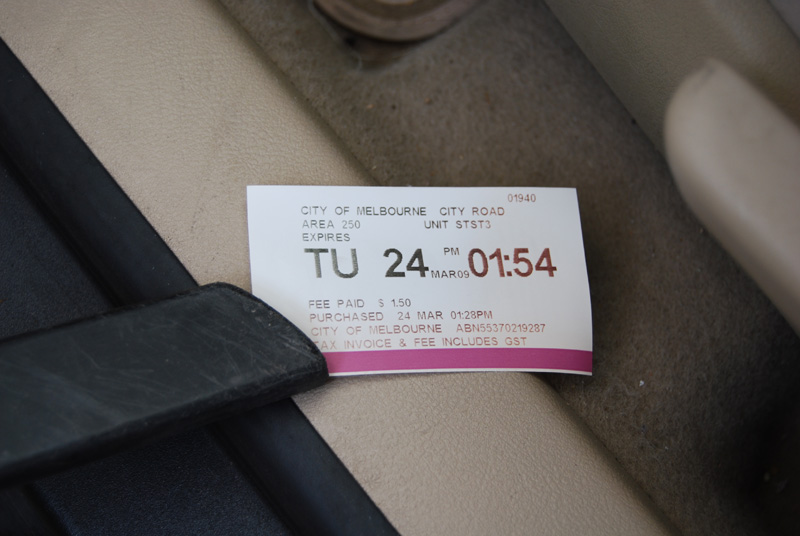 01940
CITY OF MELBOURNE CITY ROAD
AREA 250 UNIT STST3
EXPIRES
TU 24 PM MAR09 01:54
FEE PAID $ 1.50
PURCHASED 24 MAR 01:28PM
CITY OF MELBOURNE ABN55370219287
TAX INVOICE & FEE INCLUDES GST